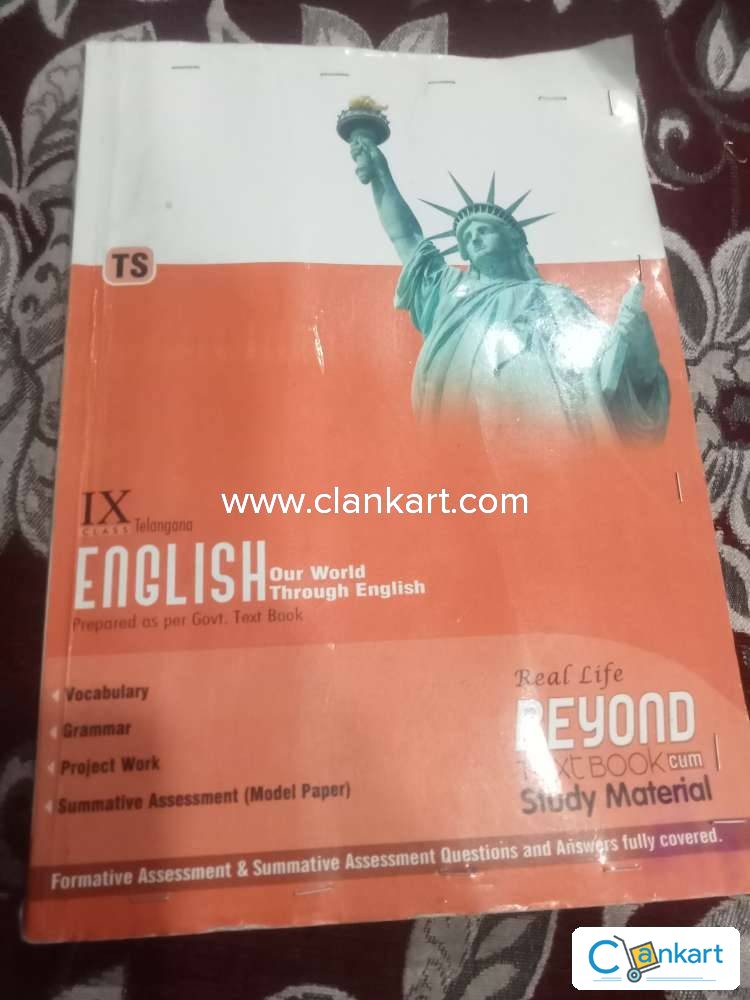 TS
www.clankart.com
IX
CLASS Telangana
ENGLISH Our World
Through English
Prepared as per Govt. Text Book
Vocabulary
Grammar
Project Work
Summative Assessment (Model Paper)
Real Life
BEYOND
TEXT BOOK cum
Study Material
Formative Assessment & Summative Assessment Questions and Answers fully covered.
Clankart